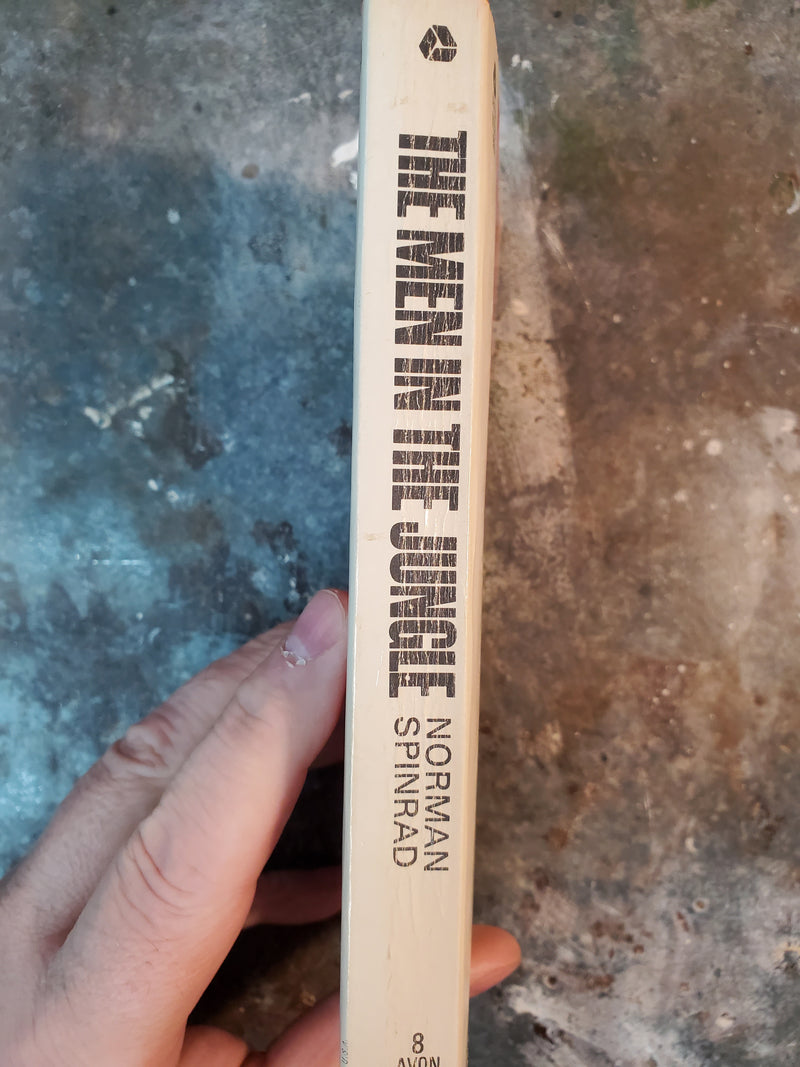 THE MEN IN THE JUNGLE
NORMAN
SPINRAD
8
AVON